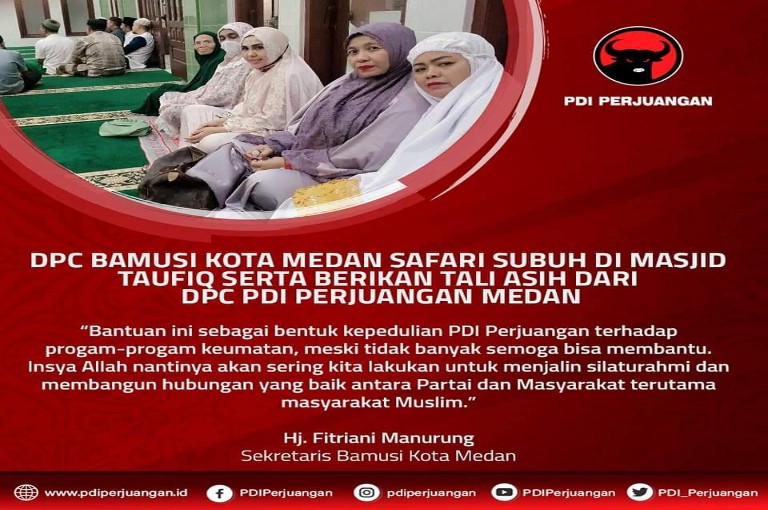 PDI PERJUANGAN
DPC BAMUSI KOTA MEDAN SAFARI SUBUH DI MASJID
TAUFIQ SERTA BERIKAN TALI ASIH DARI
DPC PDI PERJUANGAN MEDAN
“Bantuan ini sebagai bentuk kepedulian PDI Perjuangan terhadap
progam-progam keumatan, meski tidak banyak semoga bisa membantu.
Insya Allah nantinya akan sering kita lakukan untuk menjalin silaturahmi dan
membangun hubungan yang baik antara Partai dan Masyarakat terutama
masyarakat Muslim.”
Hj. Fitriani Manurung
Sekretaris Bamusi Kota Medan
www.pdiperjuangan.id PDIPerjuangan pdiperjuangan PDIPerjuangan PDI_Perjuangan